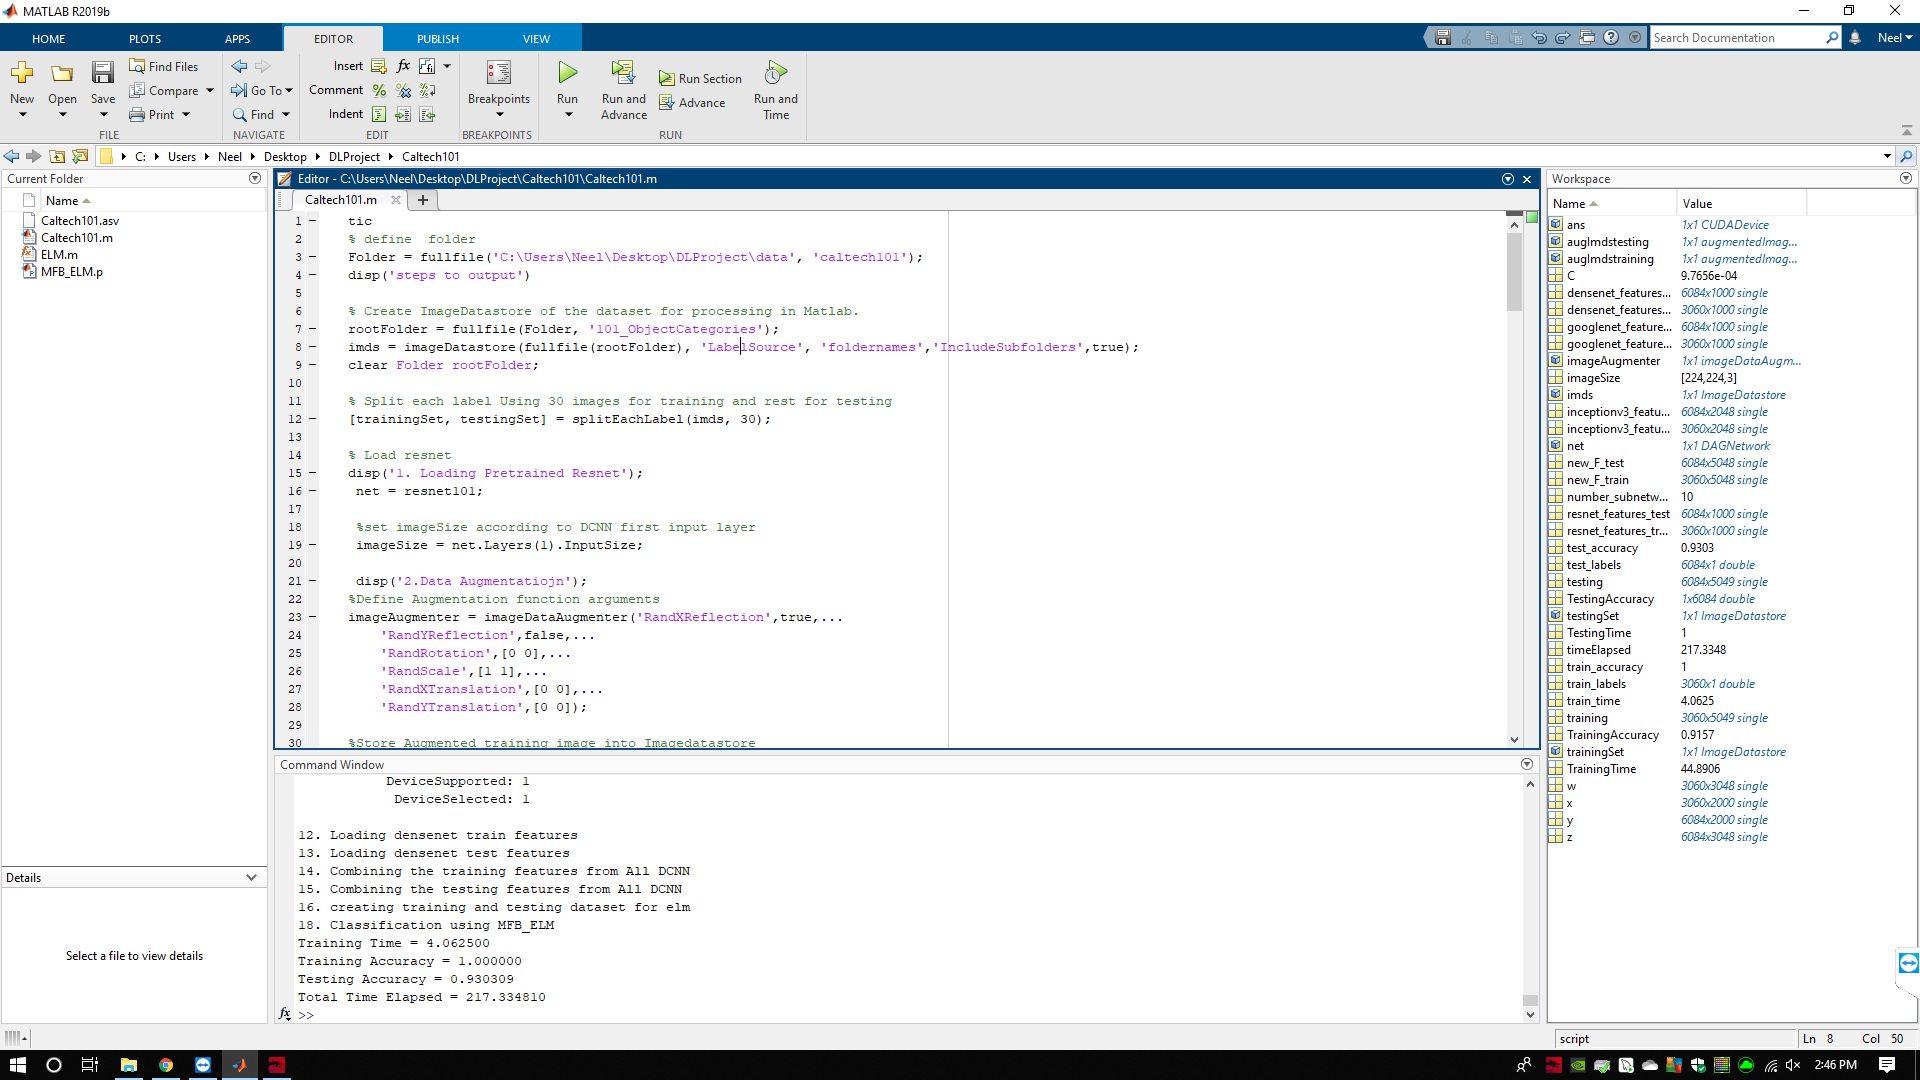 MATLAB R2019b
HOME PLOTS APPS EDITOR PUBLISH VIEW
Search Documentation
Neel
New Open Save
Find Files
Compare
Print
FILE
Go To
Find
NAVIGATE
Insert fx
Comment
Indent
EDIT
Breakpoints
BREAKPOINTS
Run
Run and Advance
Run Section
Advance
Run and Time
RUN
C: Users Neel Desktop DLProject Caltech101
Current Folder
Name
Caltech101.asv
Caltech101.m
ELM.m
MFB_ELM.p
Details
Select a file to view details
Editor - C:\Users\Neel\Desktop\DLProject\Caltech101\Caltech101.m
Caltech101.m
1 tic
2 % define  folder
3 Folder = fullfile('C:\Users\Neel\Desktop\DLProject\data', 'caltech101');
4 disp('steps to output')
5
6 % Create ImageDatastore of the dataset for processing in Matlab.
7 rootFolder = fullfile(Folder, '101_ObjectCategories');
8 imds = imageDatastore(fullfile(rootFolder), 'LabelSource', 'foldernames','IncludeSubfolders',true);
9 clear Folder rootFolder;
10
11 % Split each label Using 30 images for training and rest for testing
12 [trainingSet, testingSet] = splitEachLabel(imds, 30);
13
14 % Load resnet
15 disp('1. Loading Pretrained Resnet');
16 net = resnet101;
17
18 %set imageSize according to DCNN first input layer
19 imageSize = net.Layers(1).InputSize;
20
21 disp('2.Data Augmentatiojn');
22 %Define Augmentation function arguments
23 imageAugmenter = imageDataAugmenter('RandXReflection',true,...
24 'RandYReflection',false,...
25 'RandRotation',[0 0],...
26 'RandScale',[1 1],...
27 'RandXTranslation',[0 0],...
28 'RandYTranslation',[0 0]);
29
30 %Store Augmented training image into Imagedatastore
Command Window
DeviceSupported: 1
DeviceSelected: 1
12. Loading densenet train features
13. Loading densenet test features
14. Combining the training features from All DCNN
15. Combining the testing features from All DCNN
16. creating training and testing dataset for elm
18. Classification using MFB_ELM
Training Time = 4.062500
Training Accuracy = 1.000000
Testing Accuracy = 0.930309
Total Time Elapsed = 217.334810
fx >>
Workspace
Name Value
ans 1x1 CUDADevice
augImdstesting 1x1 augmentedImag...
augImdstraining 1x1 augmentedImag...
C 9.7656e-04
densenet_features... 6084x1000 single
densenet_features... 3060x1000 single
googlenet_feature... 6084x1000 single
googlenet_feature... 3060x1000 single
imageAugmenter 1x1 imageDataAugm...
imageSize [224,224,3]
imds 1x1 ImageDatastore
inceptionv3_featu... 6084x2048 single
inceptionv3_featu... 3060x2048 single
net 1x1 DAGNetwork
new_F_test 6084x5048 single
new_F_train 3060x5048 single
number_subnetw... 10
resnet_features_test 6084x1000 single
resnet_features_tr... 3060x1000 single
test_accuracy 0.9303
test_labels 6084x1 double
testing 6084x5049 single
TestingAccuracy 1x6084 double
testingSet 1x1 ImageDatastore
TestingTime 1
timeElapsed 217.3348
train_accuracy 1
train_labels 3060x1 double
train_time 4.0625
training 3060x5049 single
TrainingAccuracy 0.9157
trainingSet 1x1 ImageDatastore
TrainingTime 44.8906
w 3060x3048 single
x 3060x2000 single
y 6084x2000 single
z 6084x3048 single
script Ln 8 Col 50
2:46 PM